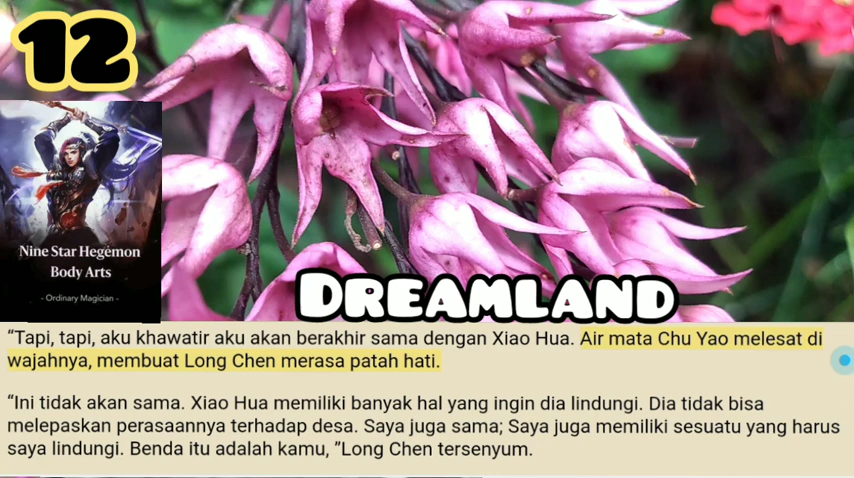 12
Nine Star Hegemon
Body Arts
- Ordinary Magician -
DREAMLAND
“Tapi, tapi, aku khawatir aku akan berakhir sama dengan Xiao Hua. Air mata Chu Yao melesat di
wajahnya, membuat Long Chen merasa patah hati.
“Ini tidak akan sama. Xiao Hua memiliki banyak hal yang ingin dia lindungi. Dia tidak bisa
melepaskan perasaannya terhadap desa. Saya juga sama; Saya juga memiliki sesuatu yang harus
saya lindungi. Benda itu adalah kamu, ”Long Chen tersenyum.